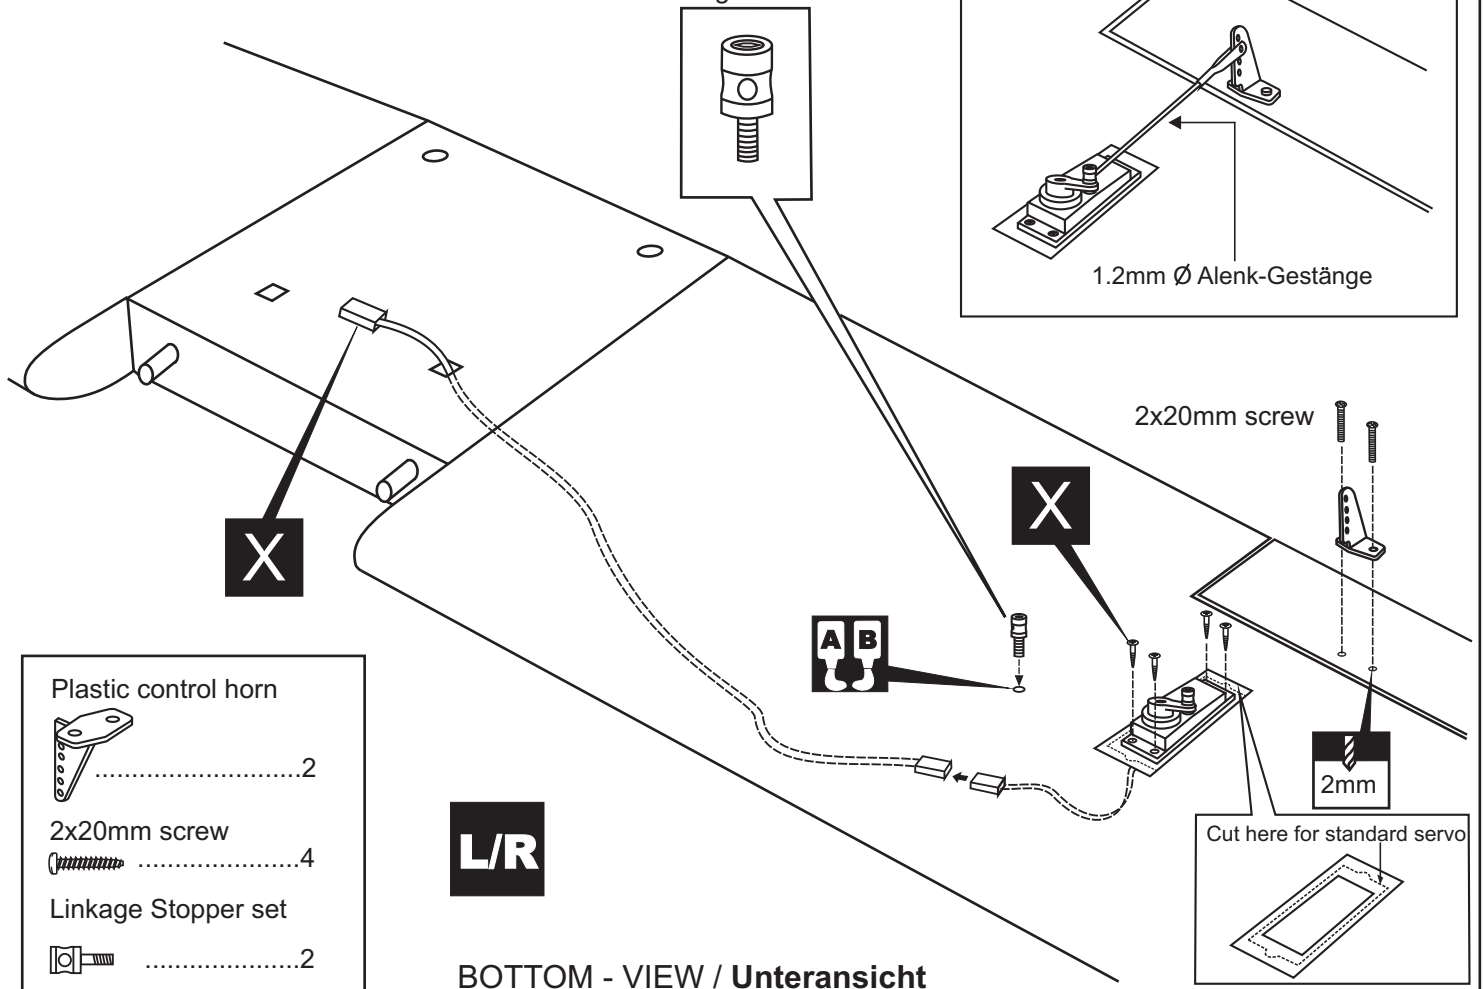 1.2mm Ø Alenk-Gestänge
2x20mm screw
X
X
A B
2mm
Cut here for standard servo
Plastic control horn
............................2
2x20mm screw
......................4
Linkage Stopper set
.....................2
L/R
BOTTOM - VIEW / Unteransicht